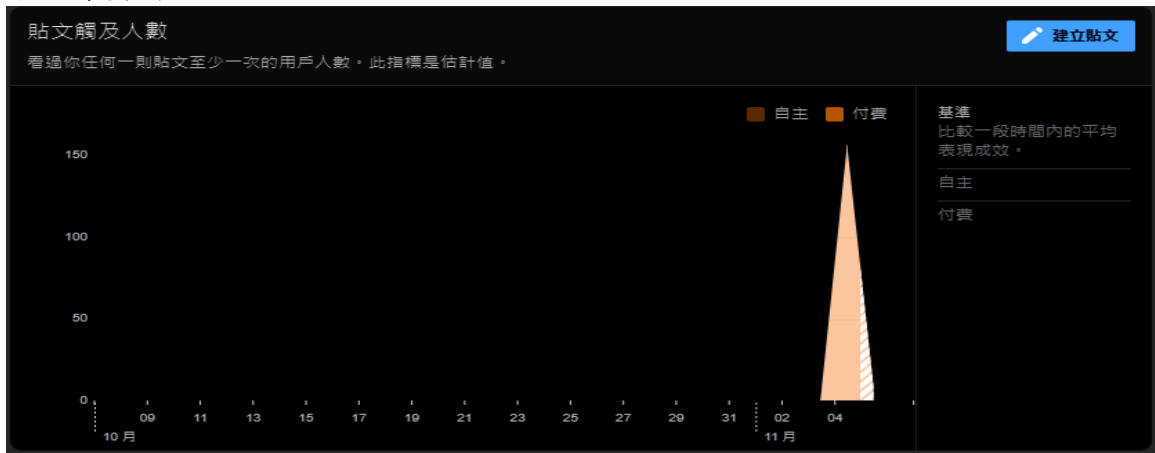 貼文觸及人數
建立貼文
看過你任何一則貼文至少一次的用戶人數。此指標是估計值。
自主 付費
基準
比較一段時間內的平均
表現成效。
自主
付費
150
100
50
0
09 11 13 15 17 19 21 23 25 27 29 31 02 04
10 月 11 月